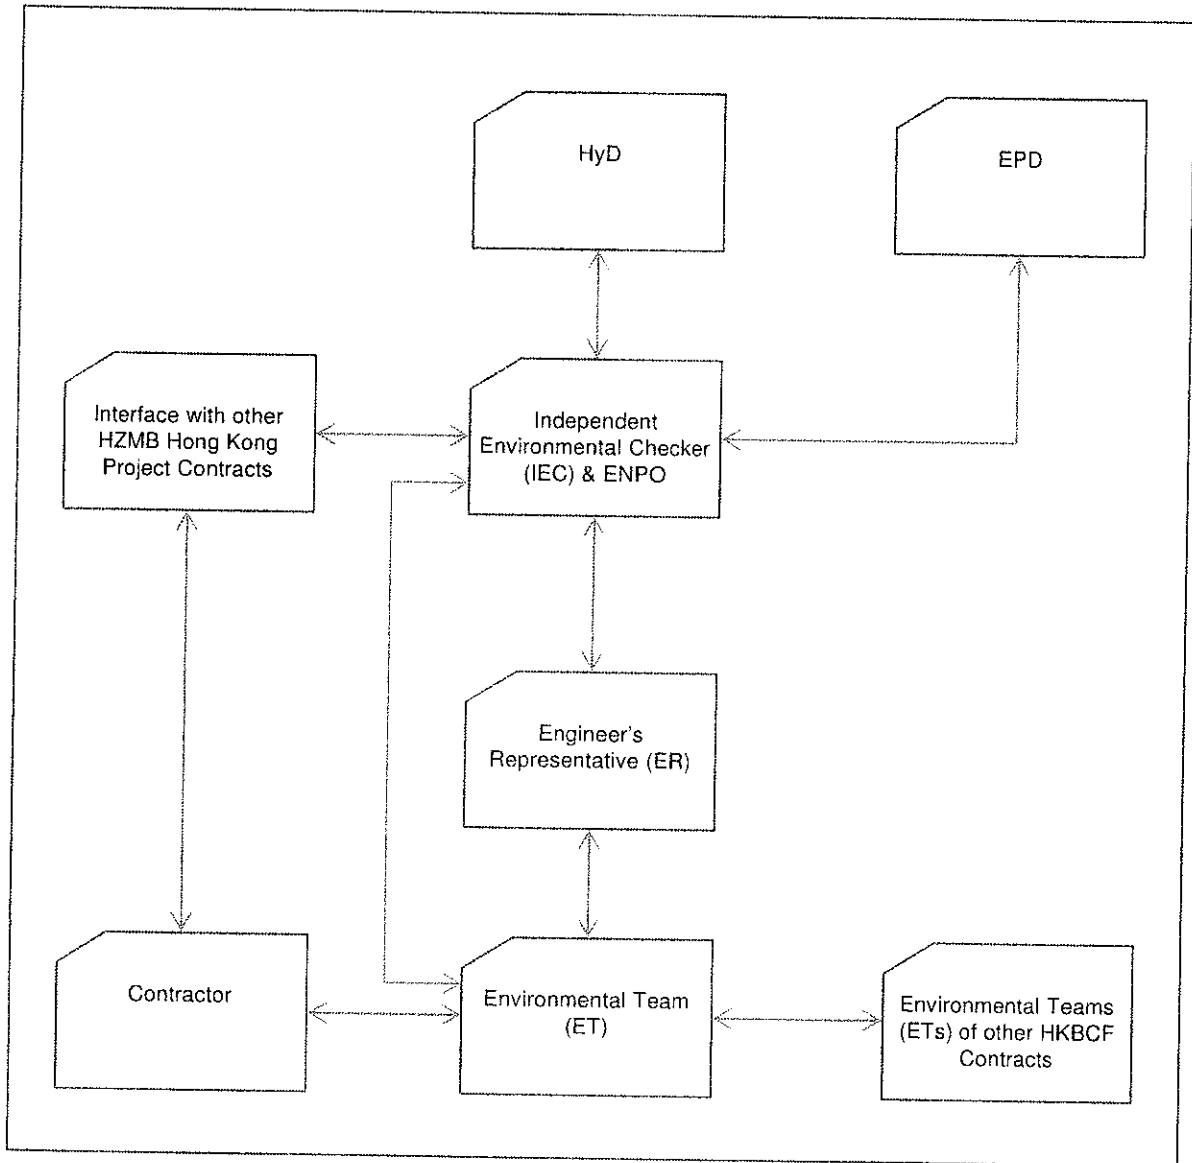 HyD
EPD
Interface with other
HZMB Hong Kong
Project Contracts
Independent
Environmental Checker
(IEC) & ENPO
Engineer's
Representative (ER)
Contractor
Environmental Team
(ET)
Environmental Teams
(ETs) of other HKBCF
Contracts